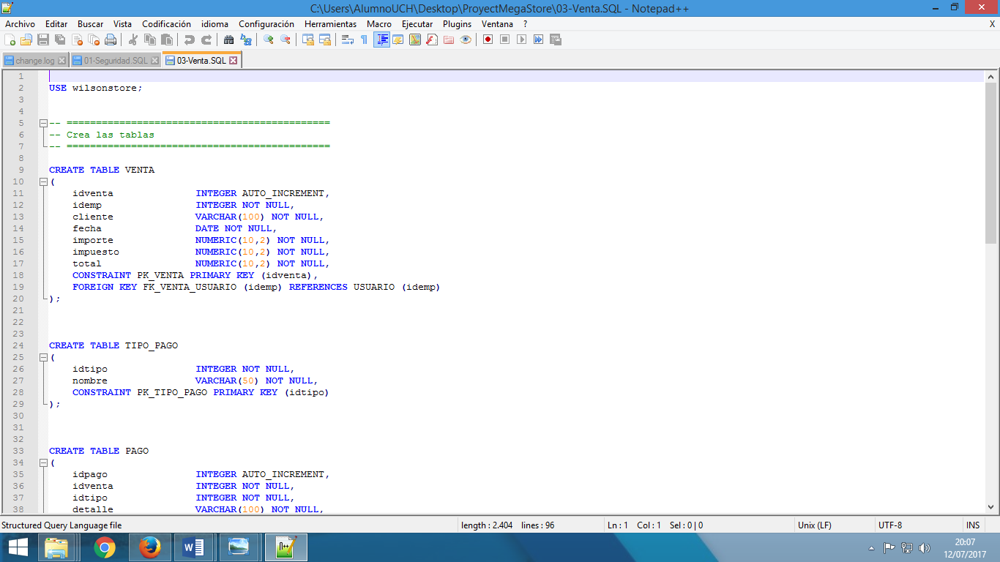 C:\Users\AlumnoUCH\Desktop\ProyectMegaStore\03-Venta.SQL - Notepad++
Archivo Editar Buscar Vista Codificación idioma Configuración Herramientas Macro Ejecutar Plugins Ventana ? X
change.log 01-Seguridad.SQL 03-Venta.SQL
1
2 USE wilsonstore;
3
4
5 -- =============================================
6 -- Crea las tablas
7 -- =============================================
8
9 CREATE TABLE VENTA
10 (
11 idventa INTEGER AUTO_INCREMENT,
12 idemp INTEGER NOT NULL,
13 cliente VARCHAR(100) NOT NULL,
14 fecha DATE NOT NULL,
15 importe NUMERIC(10,2) NOT NULL,
16 impuesto NUMERIC(10,2) NOT NULL,
17 total NUMERIC(10,2) NOT NULL,
18 CONSTRAINT PK_VENTA PRIMARY KEY (idventa),
19 FOREIGN KEY FK_VENTA_USUARIO (idemp) REFERENCES USUARIO (idemp)
20 );
21
22
23
24 CREATE TABLE TIPO_PAGO
25 (
26 idtipo INTEGER NOT NULL,
27 nombre VARCHAR(50) NOT NULL,
28 CONSTRAINT PK_TIPO_PAGO PRIMARY KEY (idtipo)
29 );
30
31
32
33 CREATE TABLE PAGO
34 (
35 idpago INTEGER AUTO_INCREMENT,
36 idventa INTEGER NOT NULL,
37 idtipo INTEGER NOT NULL,
38 detalle VARCHAR(100) NOT NULL,
Structured Query Language file length : 2.404 lines : 96 Ln : 1 Col : 1 Sel : 0 | 0 Unix (LF) UTF-8 INS
20:07
12/07/2017